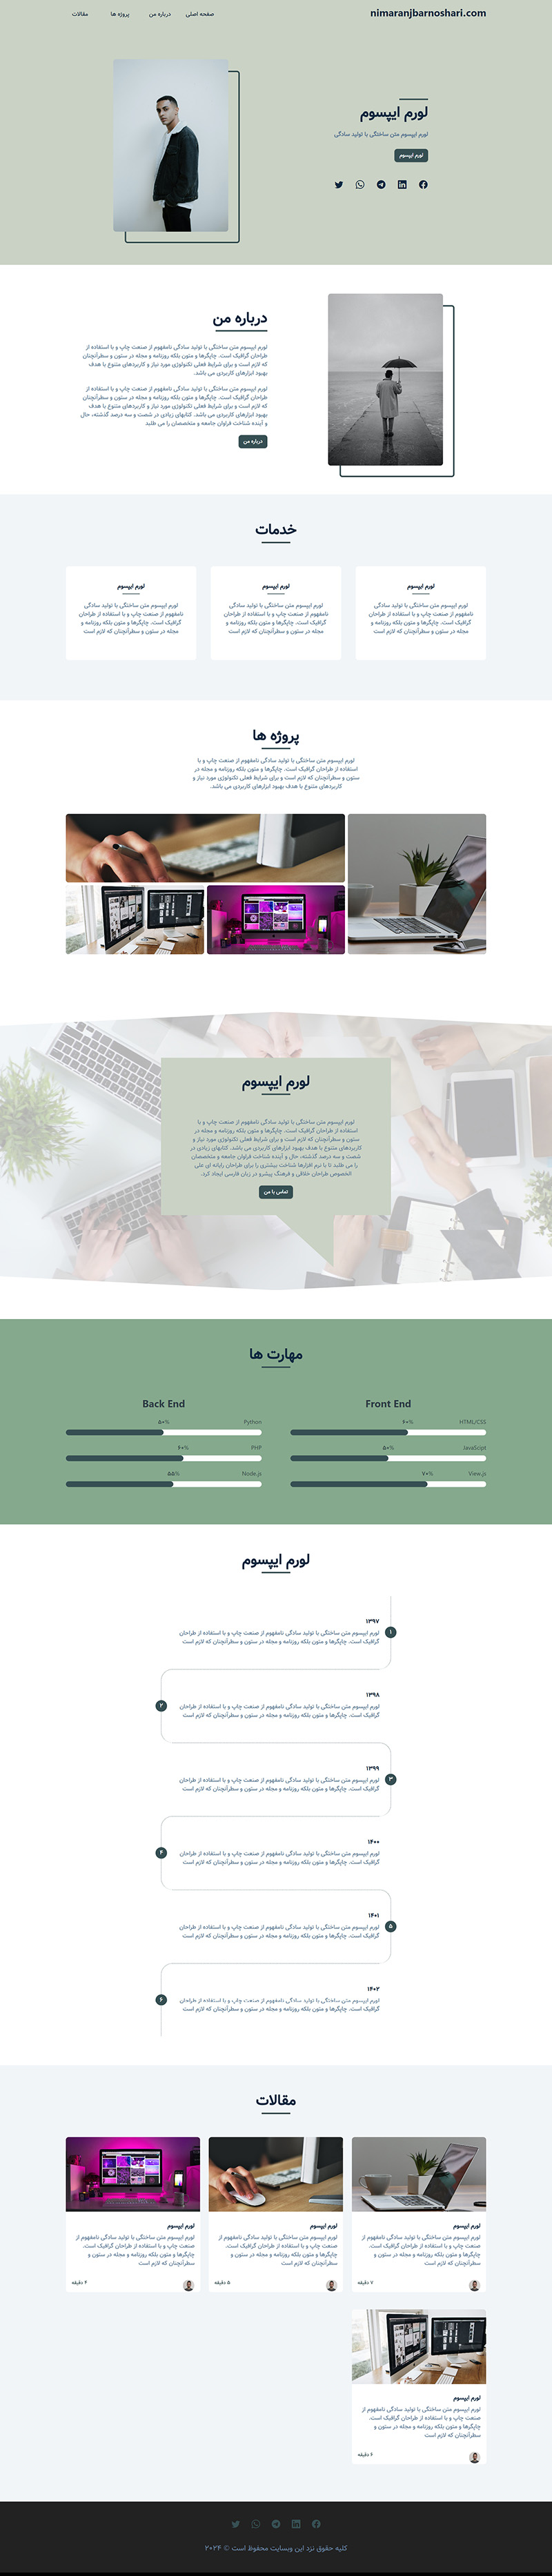 nimaranjbarnoshari.com
صفحه اصلی
درباره من
پروژه ها
مقالات
لورم ایپسوم
لورم ایپسوم متن ساختگی با تولید سادگی
لورم ایپسوم
درباره من
لورم ایپسوم متن ساختگی با تولید سادگی نامفهوم از صنعت چاپ و با استفاده از
طراحان گرافیک است. چاپگرها و متون بلکه روزنامه و مجله در ستون و سطرآنچنان
که لازم است و برای شرایط فعلی تکنولوژی مورد نیاز و کاربردهای متنوع با هدف
بهبود ابزارهای کاربردی می باشد.
لورم ایپسوم متن ساختگی با تولید سادگی نامفهوم از صنعت چاپ و با استفاده از
طراحان گرافیک است. چاپگرها و متون بلکه روزنامه و مجله در ستون و سطرآنچنان
که لازم است و برای شرایط فعلی تکنولوژی مورد نیاز و کاربردهای متنوع با هدف
بهبود ابزارهای کاربردی می باشد. کتابهای زیادی در شصت و سه درصد گذشته، حال
و آینده شناخت فراوان جامعه و متخصصان را می طلبد
درباره من
خدمات
لورم ایپسوم
لورم ایپسوم متن ساختگی با تولید سادگی
نامفهوم از صنعت چاپ و با استفاده از طراحان
گرافیک است. چاپگرها و متون بلکه روزنامه و
مجله در ستون و سطرآنچنان که لازم است
لورم ایپسوم
لورم ایپسوم متن ساختگی با تولید سادگی
نامفهوم از صنعت چاپ و با استفاده از طراحان
گرافیک است. چاپگرها و متون بلکه روزنامه و
مجله در ستون و سطرآنچنان که لازم است
لورم ایپسوم
لورم ایپسوم متن ساختگی با تولید سادگی
نامفهوم از صنعت چاپ و با استفاده از طراحان
گرافیک است. چاپگرها و متون بلکه روزنامه و
مجله در ستون و سطرآنچنان که لازم است
پروژه ها
لورم ایپسوم متن ساختگی با تولید سادگی نامفهوم از صنعت چاپ و با
استفاده از طراحان گرافیک است. چاپگرها و متون بلکه روزنامه و مجله در
ستون و سطرآنچنان که لازم است و برای شرایط فعلی تکنولوژی مورد نیاز و
کاربردهای متنوع با هدف بهبود ابزارهای کاربردی می باشد.
لورم ایپسوم
لورم ایپسوم متن ساختگی با تولید سادگی نامفهوم از صنعت چاپ و با
استفاده از طراحان گرافیک است. چاپگرها و متون بلکه روزنامه و مجله در
ستون و سطرآنچنان که لازم است و برای شرایط فعلی تکنولوژی مورد نیاز و
کاربردهای متنوع با هدف بهبود ابزارهای کاربردی می باشد. کتابهای زیادی در
شصت و سه درصد گذشته، حال و آینده شناخت فراوان جامعه و متخصصان
را می طلبد تا با نرم افزارها شناخت بیشتری را برای طراحان رایانه ای علی
الخصوص طراحان خلاقی و فرهنگ پیشرو در زبان فارسی ایجاد کرد.
تماس با من
مهارت ها
Front End
HTML/CSS
۶۰%
JavaScipt
۵۰%
View.js
۷۰%
Back End
Python
۵۰%
PHP
۶۰%
Node.js
۵۵%
لورم ایپسوم
۱
۱۳۹۷
لورم ایپسوم متن ساختگی با تولید سادگی نامفهوم از صنعت چاپ و با استفاده از طراحان
گرافیک است. چاپگرها و متون بلکه روزنامه و مجله در ستون و سطرآنچنان که لازم است
۲
۱۳۹۸
لورم ایپسوم متن ساختگی با تولید سادگی نامفهوم از صنعت چاپ و با استفاده از طراحان
گرافیک است. چاپگرها و متون بلکه روزنامه و مجله در ستون و سطرآنچنان که لازم است
۳
۱۳۹۹
لورم ایپسوم متن ساختگی با تولید سادگی نامفهوم از صنعت چاپ و با استفاده از طراحان
گرافیک است. چاپگرها و متون بلکه روزنامه و مجله در ستون و سطرآنچنان که لازم است
۴
۱۴۰۰
لورم ایپسوم متن ساختگی با تولید سادگی نامفهوم از صنعت چاپ و با استفاده از طراحان
گرافیک است. چاپگرها و متون بلکه روزنامه و مجله در ستون و سطرآنچنان که لازم است
۵
۱۴۰۱
لورم ایپسوم متن ساختگی با تولید سادگی نامفهوم از صنعت چاپ و با استفاده از طراحان
گرافیک است. چاپگرها و متون بلکه روزنامه و مجله در ستون و سطرآنچنان که لازم است
۶
۱۴۰۲
لورم ایپسوم متن ساختگی با تولید سادگی نامفهوم از صنعت چاپ و با استفاده از طراحان
گرافیک است. چاپگرها و متون بلکه روزنامه و مجله در ستون و سطرآنچنان که لازم است
مقالات
لورم ایپسوم
لورم ایپسوم متن ساختگی با تولید سادگی نامفهوم از
صنعت چاپ و با استفاده از طراحان گرافیک است.
چاپگرها و متون بلکه روزنامه و مجله در ستون و
سطرآنچنان که لازم است
۷ دقیقه
لورم ایپسوم
لورم ایپسوم متن ساختگی با تولید سادگی نامفهوم از
صنعت چاپ و با استفاده از طراحان گرافیک است.
چاپگرها و متون بلکه روزنامه و مجله در ستون و
سطرآنچنان که لازم است
۵ دقیقه
لورم ایپسوم
لورم ایپسوم متن ساختگی با تولید سادگی نامفهوم از
صنعت چاپ و با استفاده از طراحان گرافیک است.
چاپگرها و متون بلکه روزنامه و مجله در ستون و
سطرآنچنان که لازم است
۴ دقیقه
لورم ایپسوم
لورم ایپسوم متن ساختگی با تولید سادگی نامفهوم از
صنعت چاپ و با استفاده از طراحان گرافیک است.
چاپگرها و متون بلکه روزنامه و مجله در ستون و
سطرآنچنان که لازم است
۶ دقیقه
کلیه حقوق نزد این وبسایت محفوظ است © ۲۰۲۴